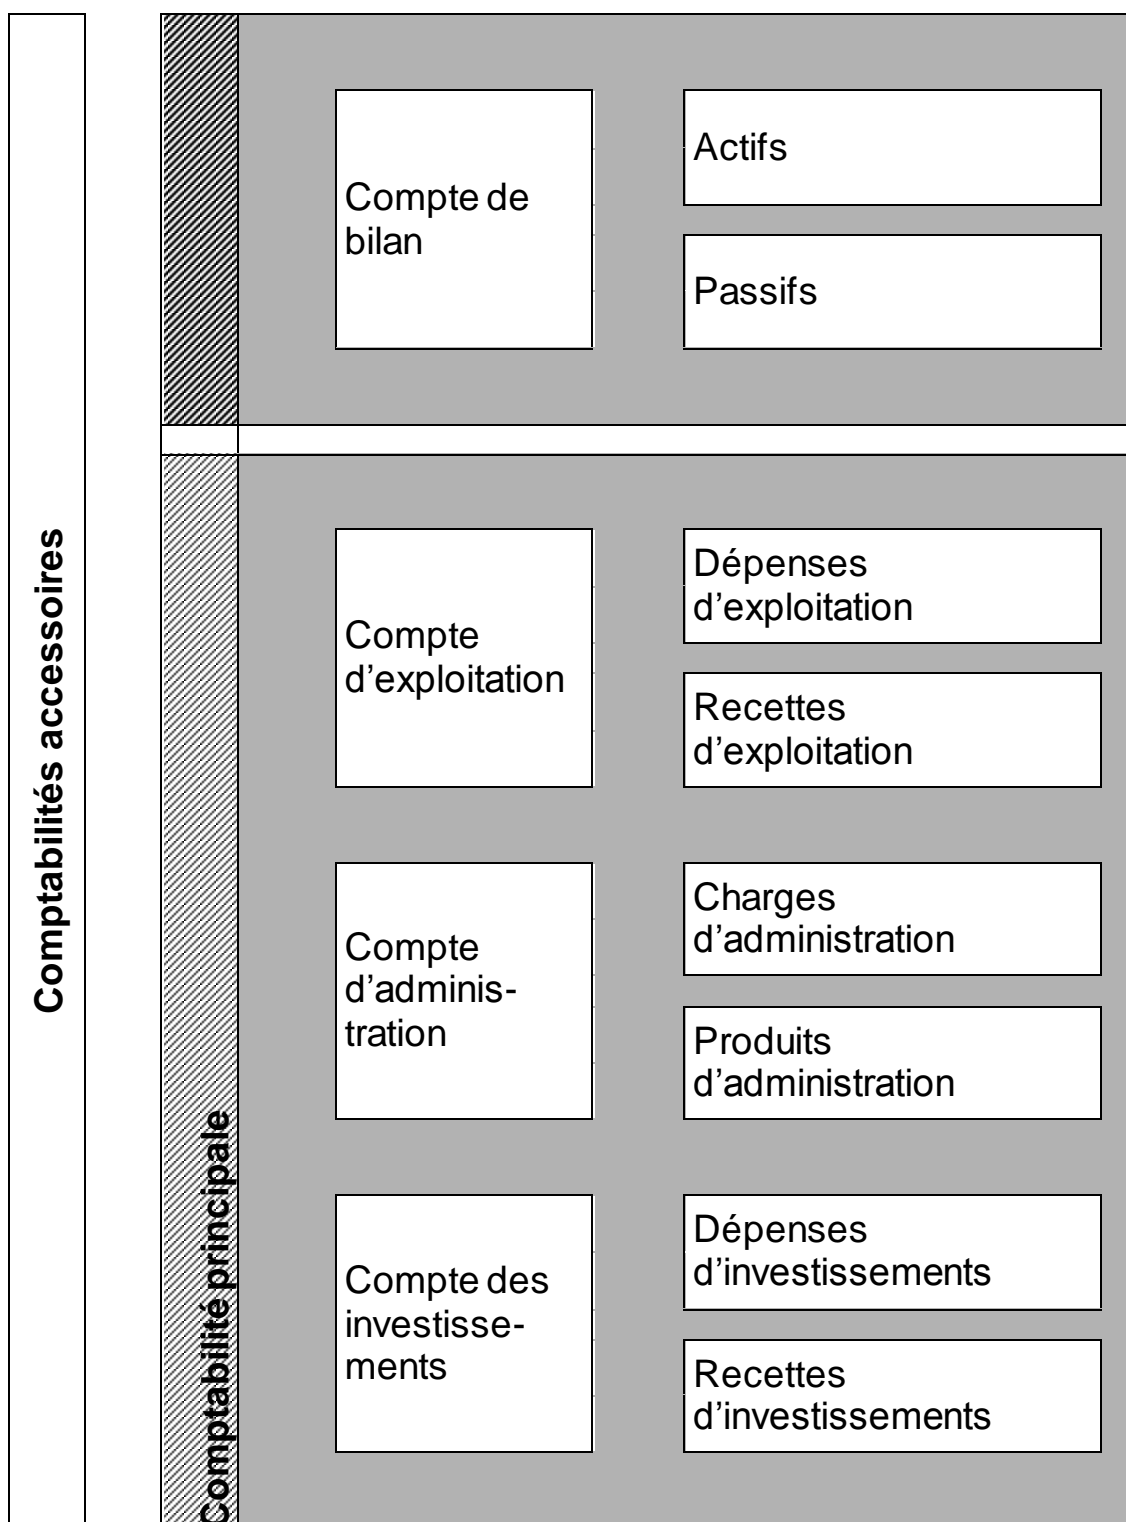 Comptabilités accessoires
Comptabilité principale
Compte de
bilan
Actifs
Passifs
Compte
d’exploitation
Dépenses
d’exploitation
Recettes
d’exploitation
Compte
d’adminis-
tration
Charges
d’administration
Produits
d’administration
Compte des
investisse-
ments
Dépenses
d’investissements
Recettes
d’investissements